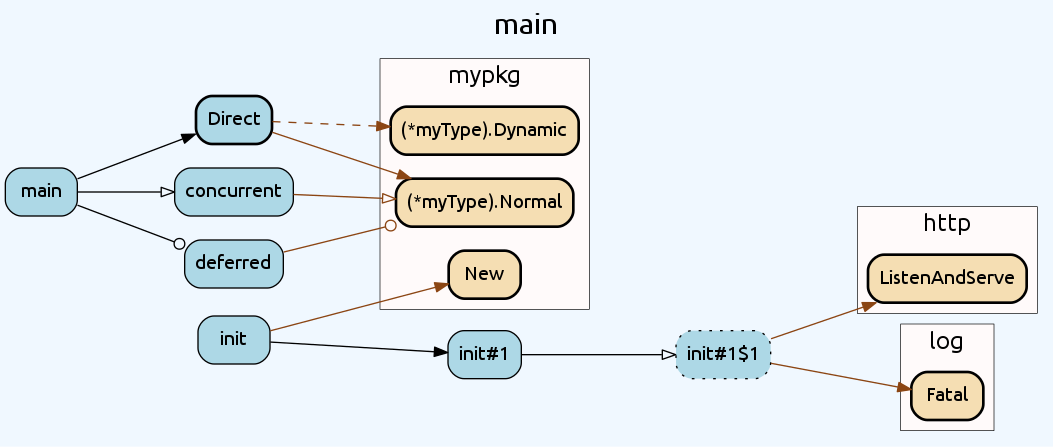 main
main
Direct
concurrent
deferred
init
mypkg
(*myType).Dynamic
(*myType).Normal
New
init#1
init#1$1
http
ListenAndServe
log
Fatal